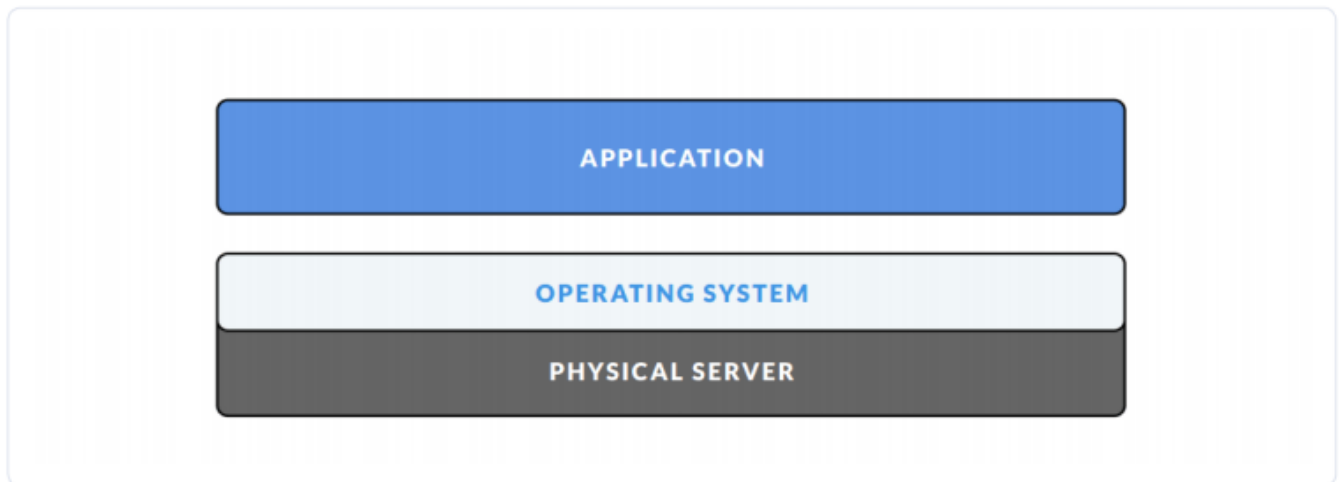 APPLICATION
OPERATING SYSTEM
PHYSICAL SERVER